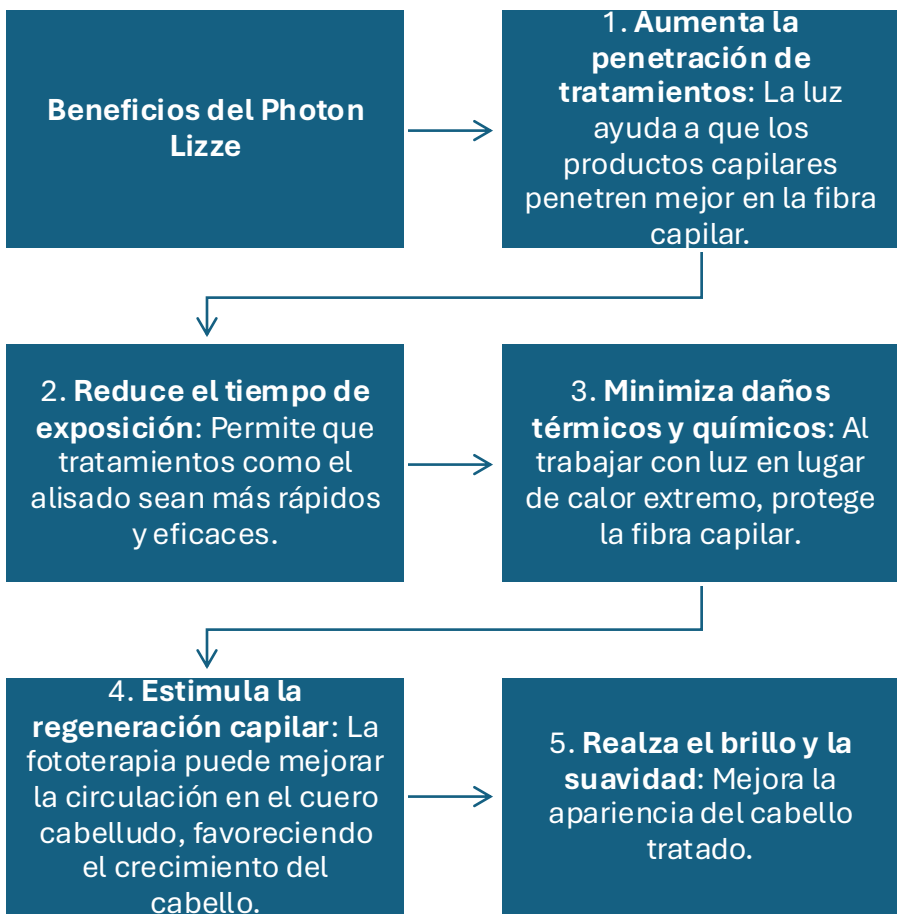 Beneficios del Photon
Lizze
1. Aumenta la
penetración de
tratamientos: La luz
ayuda a que los
productos capilares
penetren mejor en la fibra
capilar.
2. Reduce el tiempo de
exposición: Permite que
tratamientos como el
alisado sean más rápidos
y eficaces.
3. Minimiza daños
térmicos y químicos: Al
trabajar con luz en lugar
de calor extremo, protege
la fibra capilar.
4. Estimula la
regeneración capilar: La
fototerapia puede mejorar
la circulación en el cuero
cabelludo, favoreciendo
el crecimiento del
cabello.
5. Realza el brillo y la
suavidad: Mejora la
apariencia del cabello
tratado.